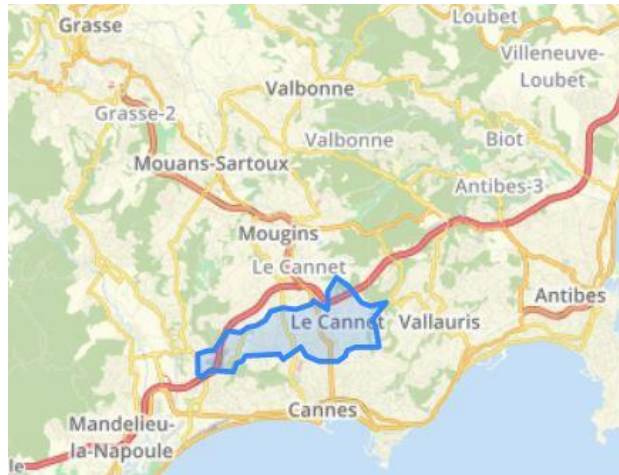 Grasse
Loubet
Villeneuve-
Loubet
Valbonne
Grasse-2
Valbonne
Biot
Mouans-Sartoux
Antibes-3
Mougins
Le Cannet
Antibes
Le Cannet
Vallauris
Cannes
Mandelieu-
la-Napoule
le